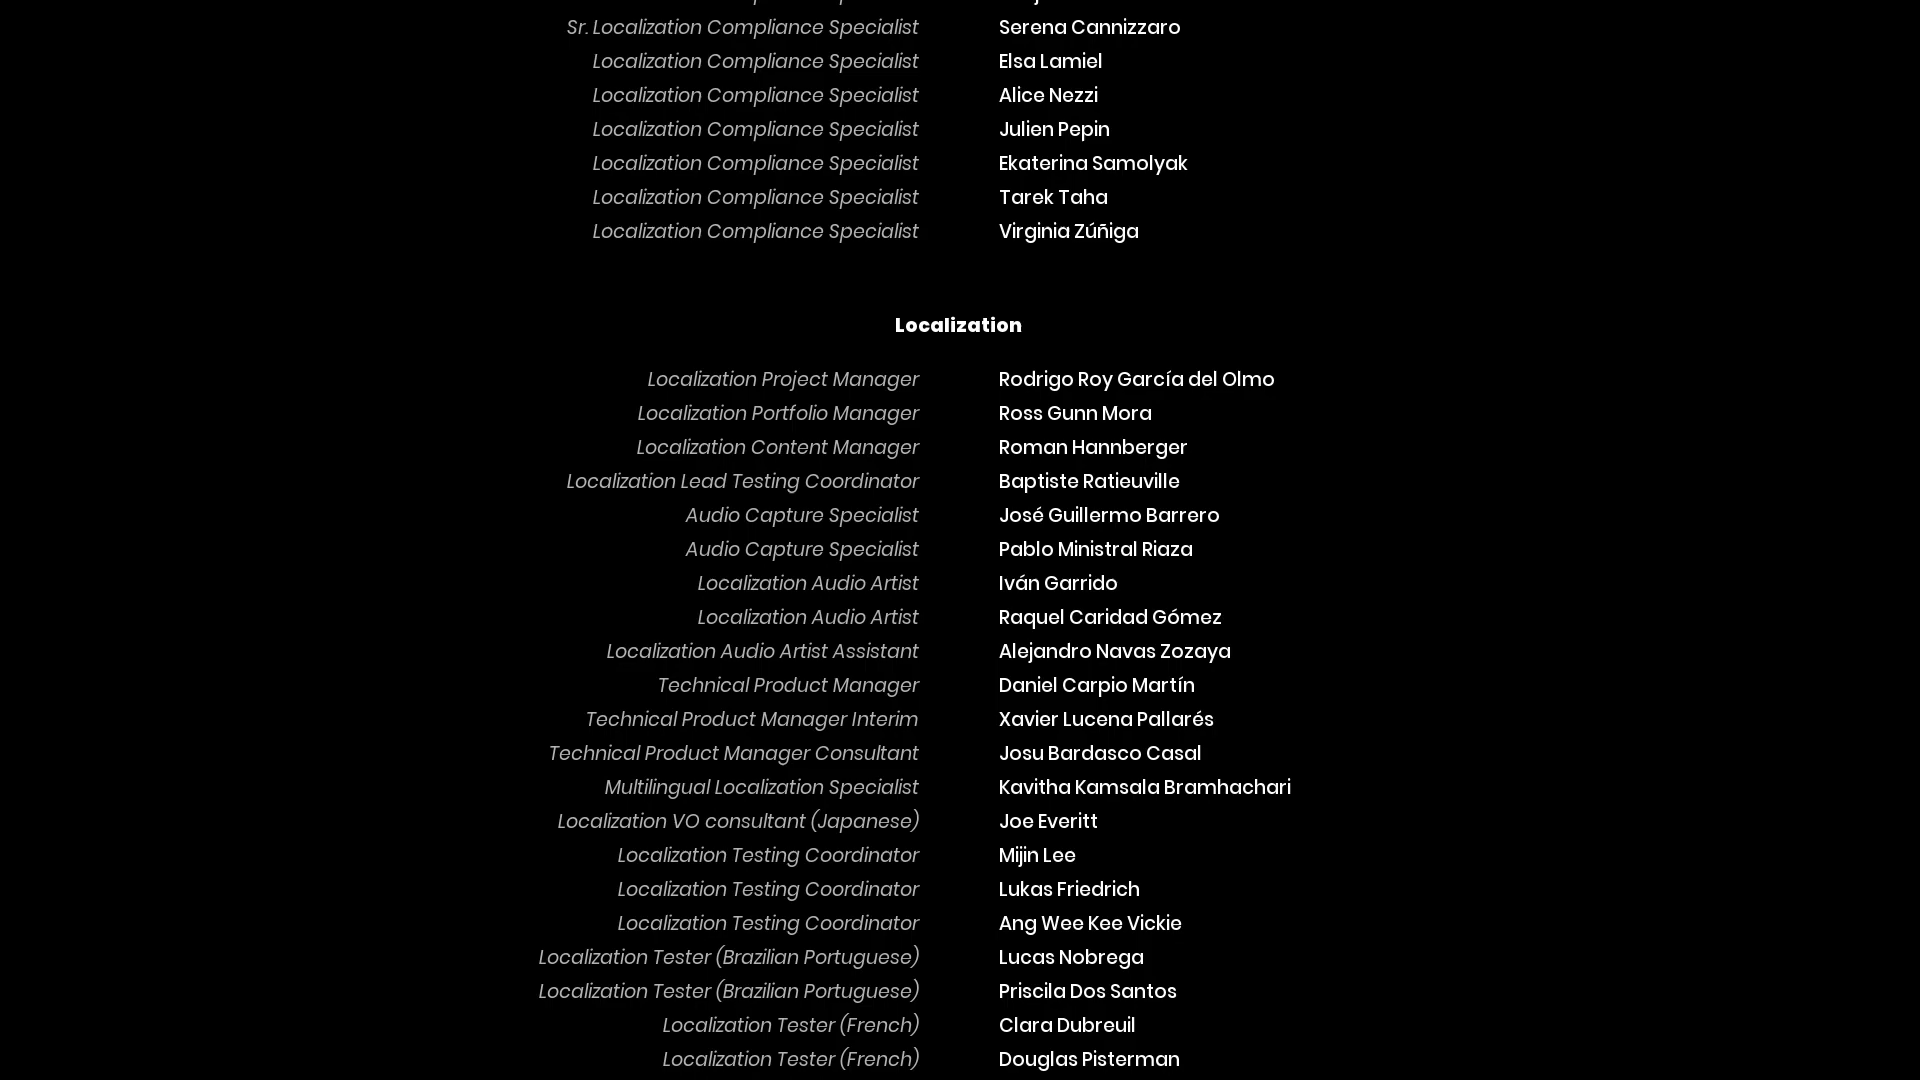 Sr. Localization Compliance Specialist Serena Cannizzaro
Localization Compliance Specialist Elsa Lamiel
Localization Compliance Specialist Alice Nezzi
Localization Compliance Specialist Julien Pepin
Localization Compliance Specialist Ekaterina Samolyak
Localization Compliance Specialist Tarek Taha
Localization Compliance Specialist Virginia Zúñiga
Localization
Localization Project Manager Rodrigo Roy García del Olmo
Localization Portfolio Manager Ross Gunn Mora
Localization Content Manager Roman Hannberger
Localization Lead Testing Coordinator Baptiste Ratieuville
Audio Capture Specialist José Guillermo Barrero
Audio Capture Specialist Pablo Ministral Riaza
Localization Audio Artist Iván Garrido
Localization Audio Artist Raquel Caridad Gómez
Localization Audio Artist Assistant Alejandro Navas Zozaya
Technical Product Manager Daniel Carpio Martín
Technical Product Manager Interim Xavier Lucena Pallarés
Technical Product Manager Consultant Josu Bardasco Casal
Multilingual Localization Specialist Kavitha Kamsala Bramhachari
Localization VO consultant (Japanese) Joe Everitt
Localization Testing Coordinator Mijin Lee
Localization Testing Coordinator Lukas Friedrich
Localization Testing Coordinator Ang Wee Kee Vickie
Localization Tester (Brazilian Portuguese) Lucas Nobrega
Localization Tester (Brazilian Portuguese) Priscila Dos Santos
Localization Tester (French) Clara Dubreuil
Localization Tester (French) Douglas Pisterman